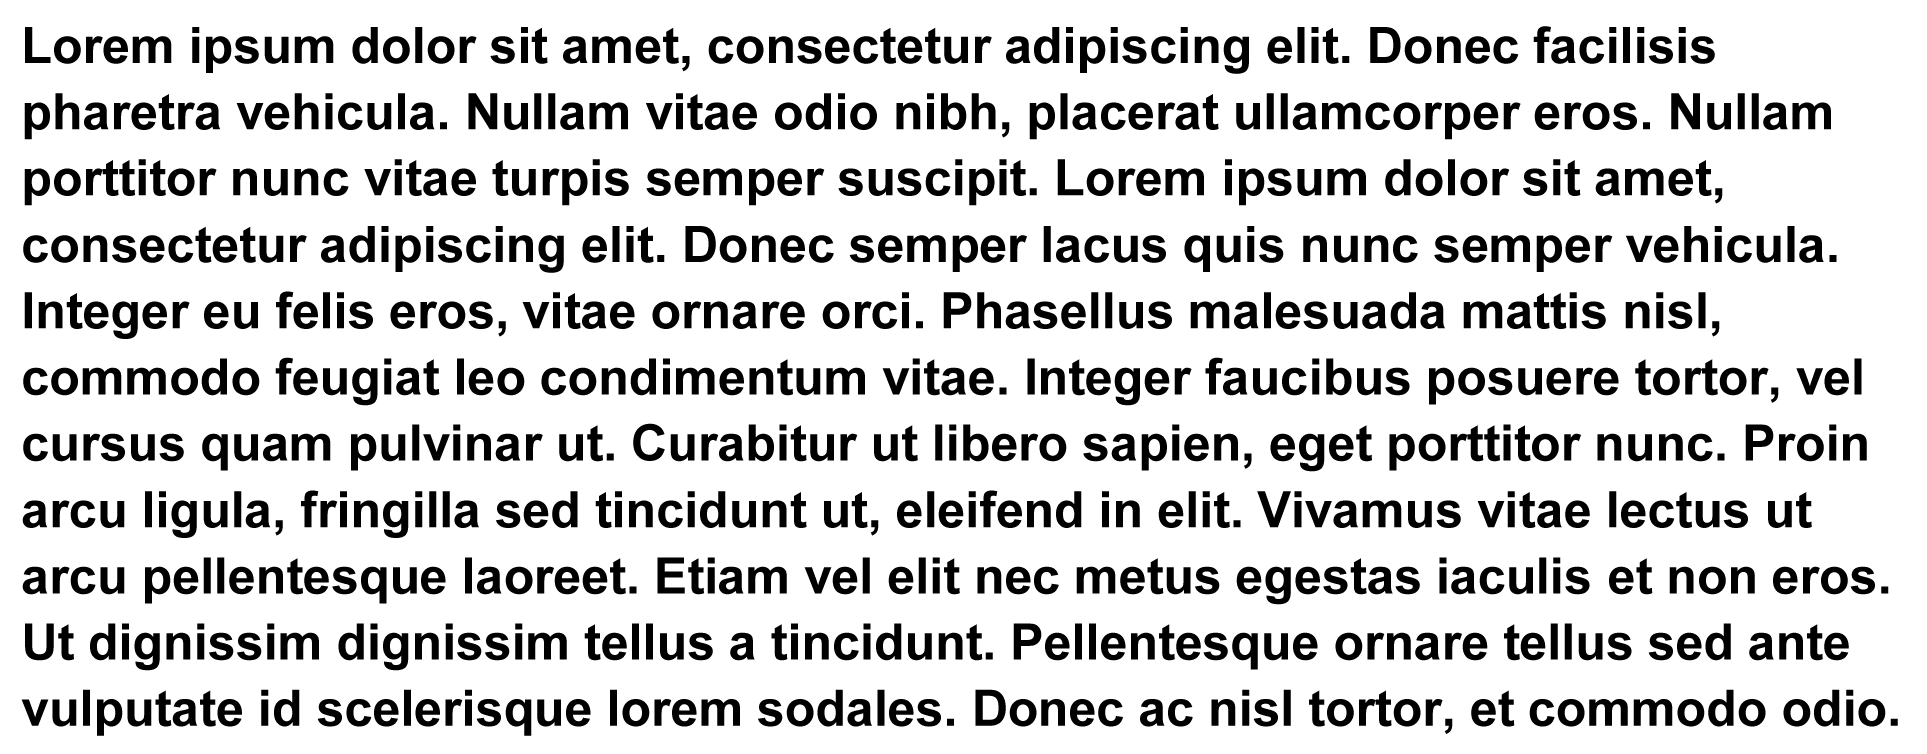 Lorem ipsum dolor sit amet, consectetur adipiscing elit. Donec facilisis
pharetra vehicula. Nullam vitae odio nibh, placerat ullamcorper eros. Nullam
porttitor nunc vitae turpis semper suscipit. Lorem ipsum dolor sit amet,
consectetur adipiscing elit. Donec semper lacus quis nunc semper vehicula.
Integer eu felis eros, vitae ornare orci. Phasellus malesuada mattis nisl,
commodo feugiat leo condimentum vitae. Integer faucibus posuere tortor, vel
cursus quam pulvinar ut. Curabitur ut libero sapien, eget porttitor nunc. Proin
arcu ligula, fringilla sed tincidunt ut, eleifend in elit. Vivamus vitae lectus ut
arcu pellentesque laoreet. Etiam vel elit nec metus egestas iaculis et non eros.
Ut dignissim dignissim tellus a tincidunt. Pellentesque ornare tellus sed ante
vulputate id scelerisque lorem sodales. Donec ac nisl tortor, et commodo odio.